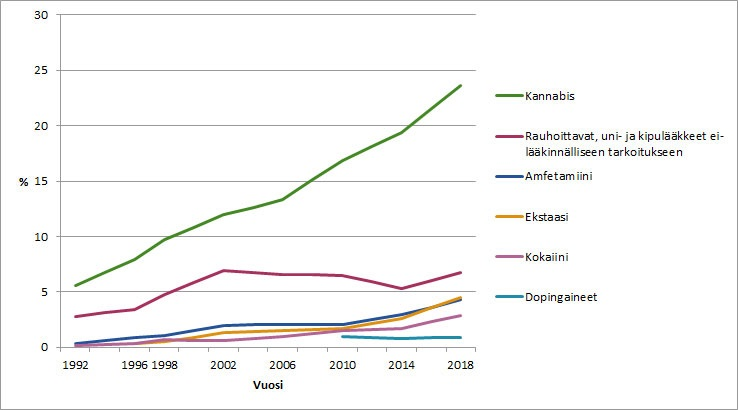 30
25
20
15
10
5
0
%
1992 1996 1998 2002 2006 2010 2014 2018
Vuosi
Kannabis
Rauhoittavat, uni- ja kipulääkkeet ei-
lääkinnälliseen tarkoitukseen
Amfetamiini
Ekstaasi
Kokaiini
Dopingaineet